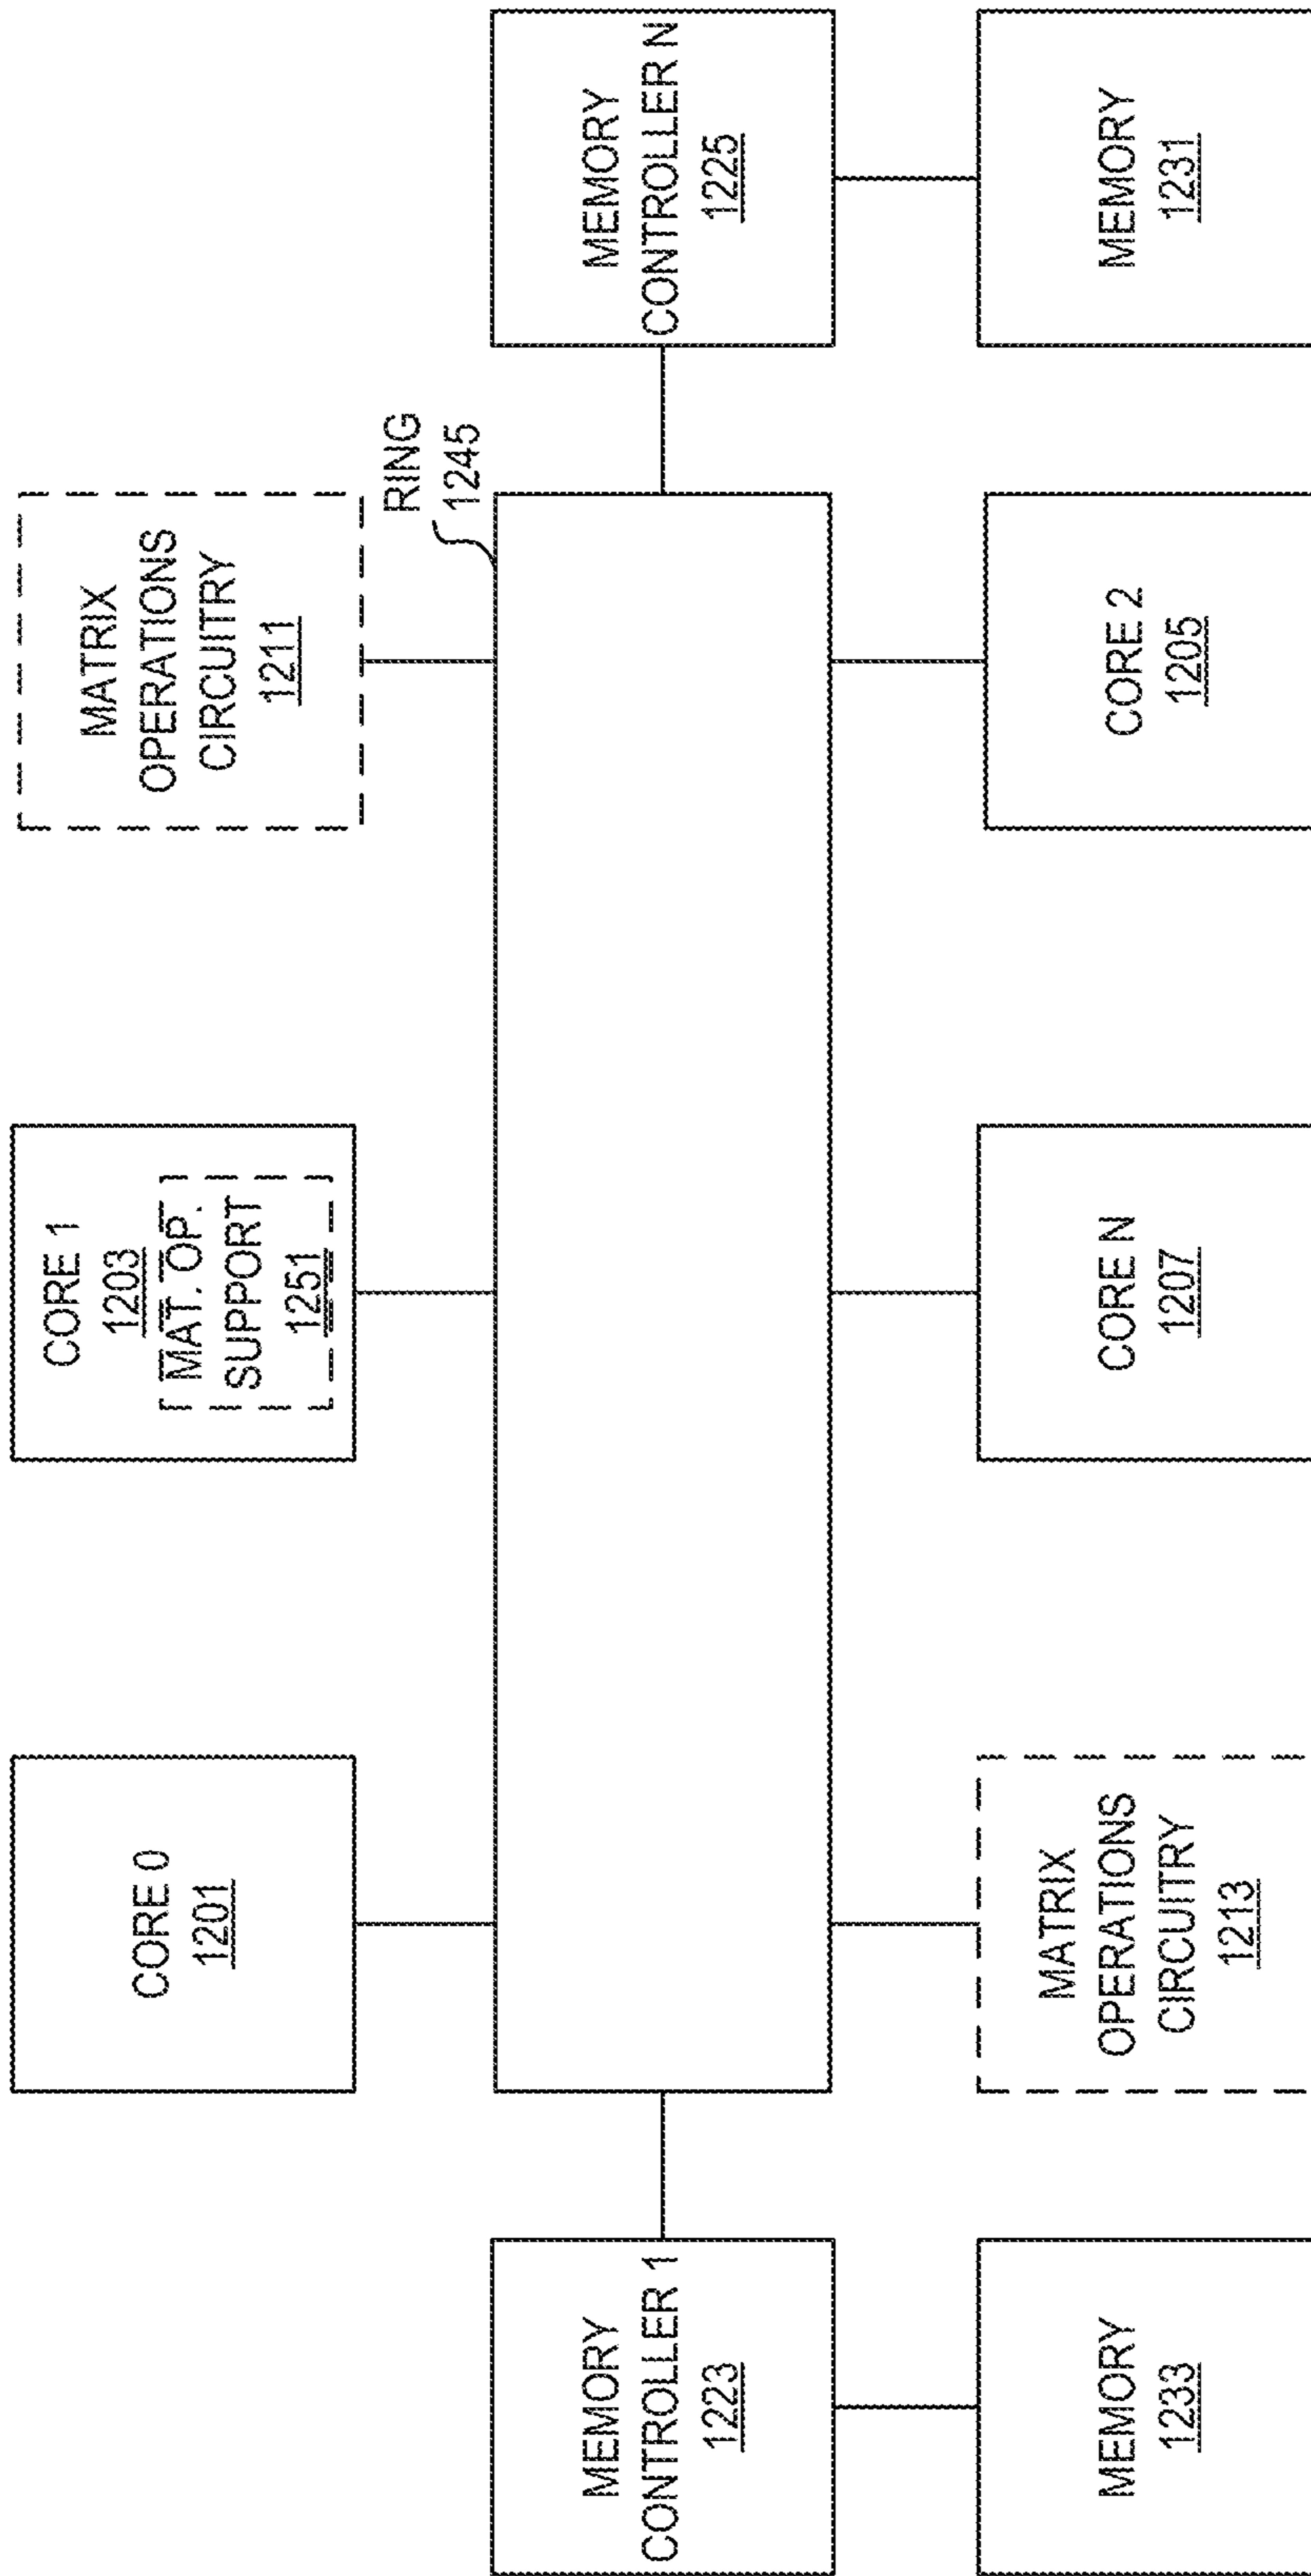 CORE 0
1201
CORE 1
1203
MAT. OP.
SUPPORT
1251
MATRIX
OPERATIONS
CIRCUITRY
1211
RING
1245
MEMORY
CONTROLLER 1
1223
MEMORY
CONTROLLER N
1225
MEMORY
1233
MATRIX
OPERATIONS
CIRCUITRY
1213
CORE N
1207
CORE 2
1205
MEMORY
1231